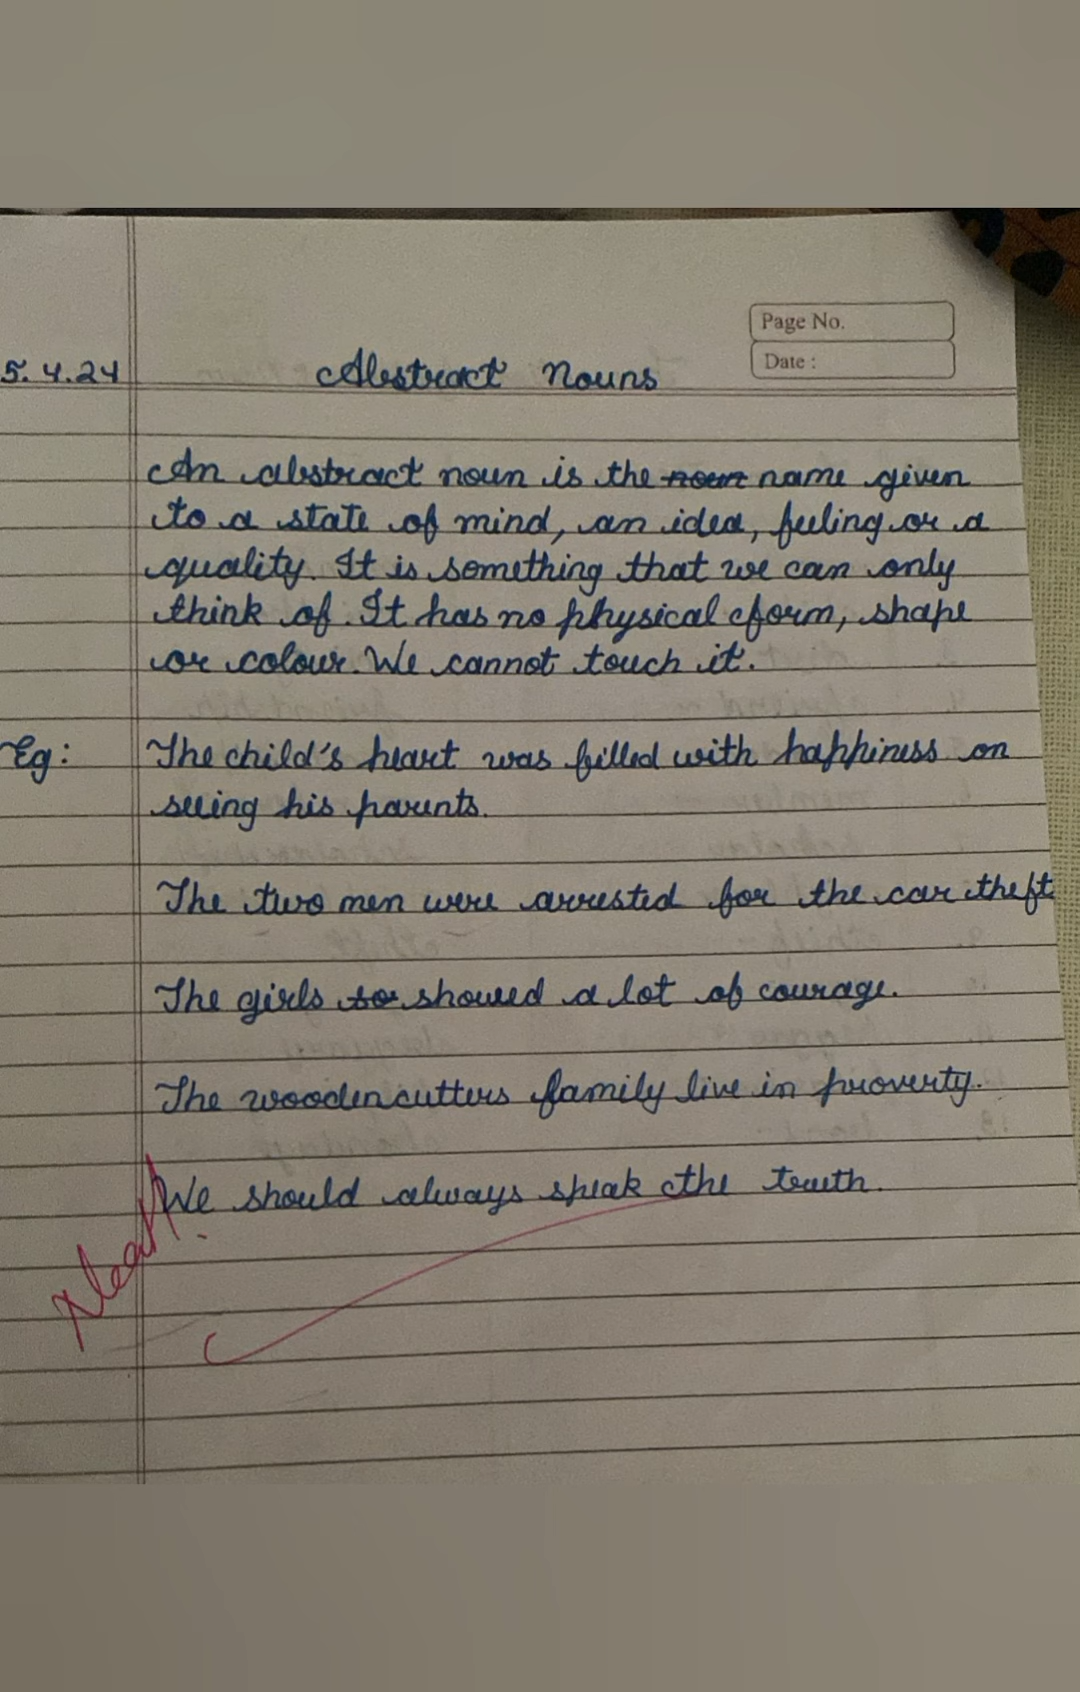 Page No.
Date :
5.4.24 Abstract Nouns
An abstract noun is the noun name given
to a state of mind, an idea, feeling or a
quality. It is something that we can only
think of. It has no physical form, shape
or colour. We cannot touch it.
Eg: The child's heart was filled with happiness on
seeing his parents.
The two men were arrested for the car theft
The girls so showed a lot of courage.
The woodencutters family live in proverty.
We should always speak the truth.
Neat!